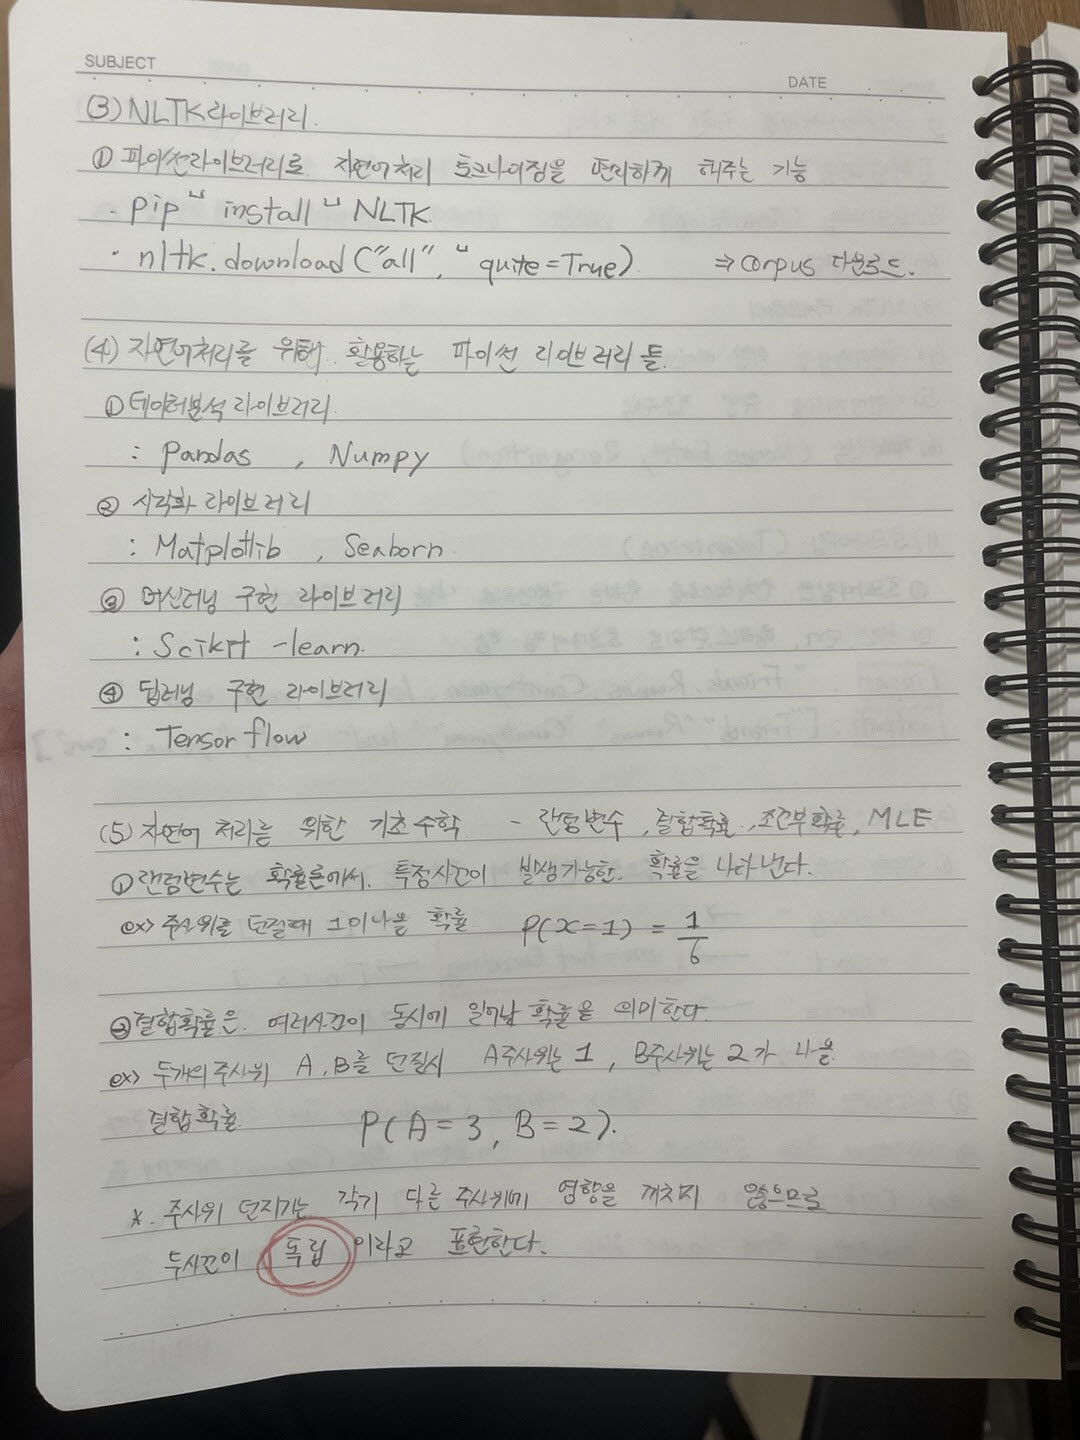 SUBJECT
DATE
(3) NLTK 라이브러리.
① 파이썬라이브러리로 자연어처리 토크나이징을 편리하게 해주는 기능
· pip ␣ install ␣ NLTK.
· nltk.download("all", ␣ quite=True) ⇒ corpus 다운로드.
(4) 자연어처리를 위해 활용하는 파이썬 라이브러리 들.
① 데이터분석 라이브러리.
: Pandas , Numpy
② 시각화 라이브러리
: Matplotlib , Seaborn.
③ 머신러닝 구현 라이브러리
: Scikit -learn.
④ 딥러닝 구현 라이브러리
: Tensor flow
(5) 자연어 처리를 위한 기초수학 - 랜덤변수, 결합확률, 조건부확률, MLE
① 랜덤변수는 확률론에서. 특정사건이 발생가능한. 확률을 나타낸다.
ex> 주사위를 던질때 1이나올 확률 P(x=1) = 1/6
② 결합확률은. 여러사건이 동시에 일어날 확률을 의미한다.
ex> 두개의 주사위 A, B를 던질시 A주사위는 1, B주사위는 2가 나올
결합확률 P(A=3, B=2).
*. 주사위 던지기는 각기 다른 주사위에 영향을 끼치지 않으므로
두사건이 독립 이라고 표현한다.